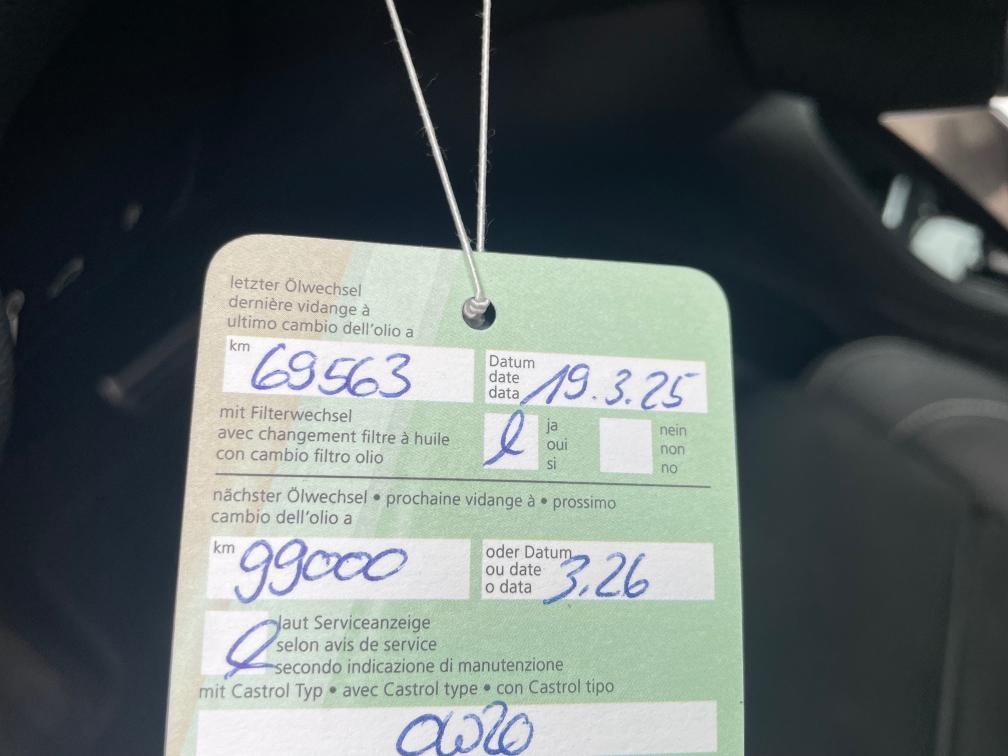 letzter Ölwechsel
dernière vidange à
ultimo cambio dell'olio a
km 69563
Datum
date
data 19.3.25
mit Filterwechsel
avec changement filtre à huile
con cambio filtro olio
ja
oui
si
nein
non
no
nächster Ölwechsel • prochaine vidange à • prossimo
cambio dell'olio a
km 99000
oder Datum
ou date
o data 3.26
laut Serviceanzeige
selon avis de service
secondo indicazione di manutenzione
mit Castrol Typ • avec Castrol type • con Castrol tipo
0W20